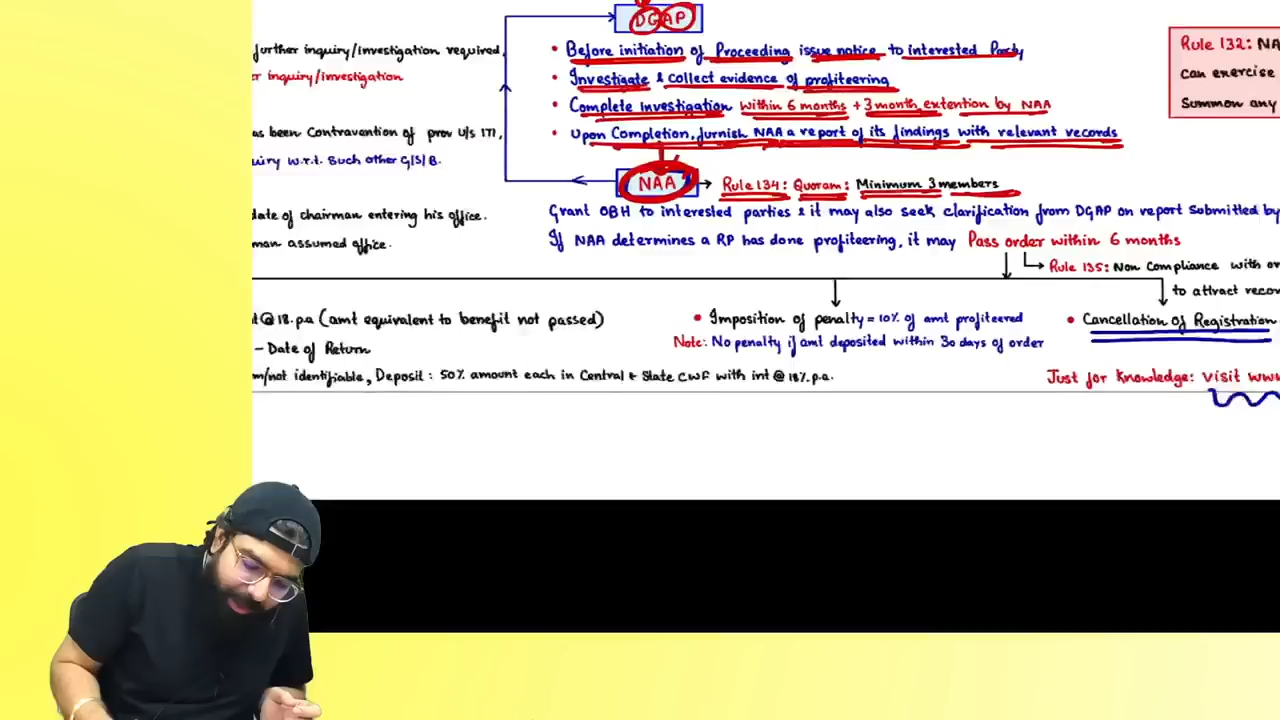 DGAP
further inquiry/investigation required,
• Before initiation of Proceeding issue notice to interested Party
Rule 132: NA
er inquiry/investigation
• Investigate & collect evidence of profiteering
can exercise
• Complete investigation within 6 months + 3 month extention by NAA
Summon any
as been Contravention of prov u/s 171,
• Upon Completion, furnish NAA a report of its findings with relevant records
uiry w.r.t. Such other G/S/B.
NAA → Rule 134: Quoram: Minimum 3 members
date of chairman entering his office.
Grant OBH to interested parties & it may also seek clarification from DGAP on report submitted by
man assumed office.
If NAA determines a RP has done profiteering, it may Pass order within 6 months
Rule 135: Non Compliance with or
to attract recov
nt@ 18.p.a (amt equivalent to benefit not passed)
• Imposition of penalty = 10% of amt profiteered
• Cancellation of Registration
– Date of Return
Note: No penalty if amt deposited within 30 days of order
m/not identifiable, Deposit : 50% amount each in Central & State CWF with int @ 18% p.a.
Just for Knowledge: Visit www